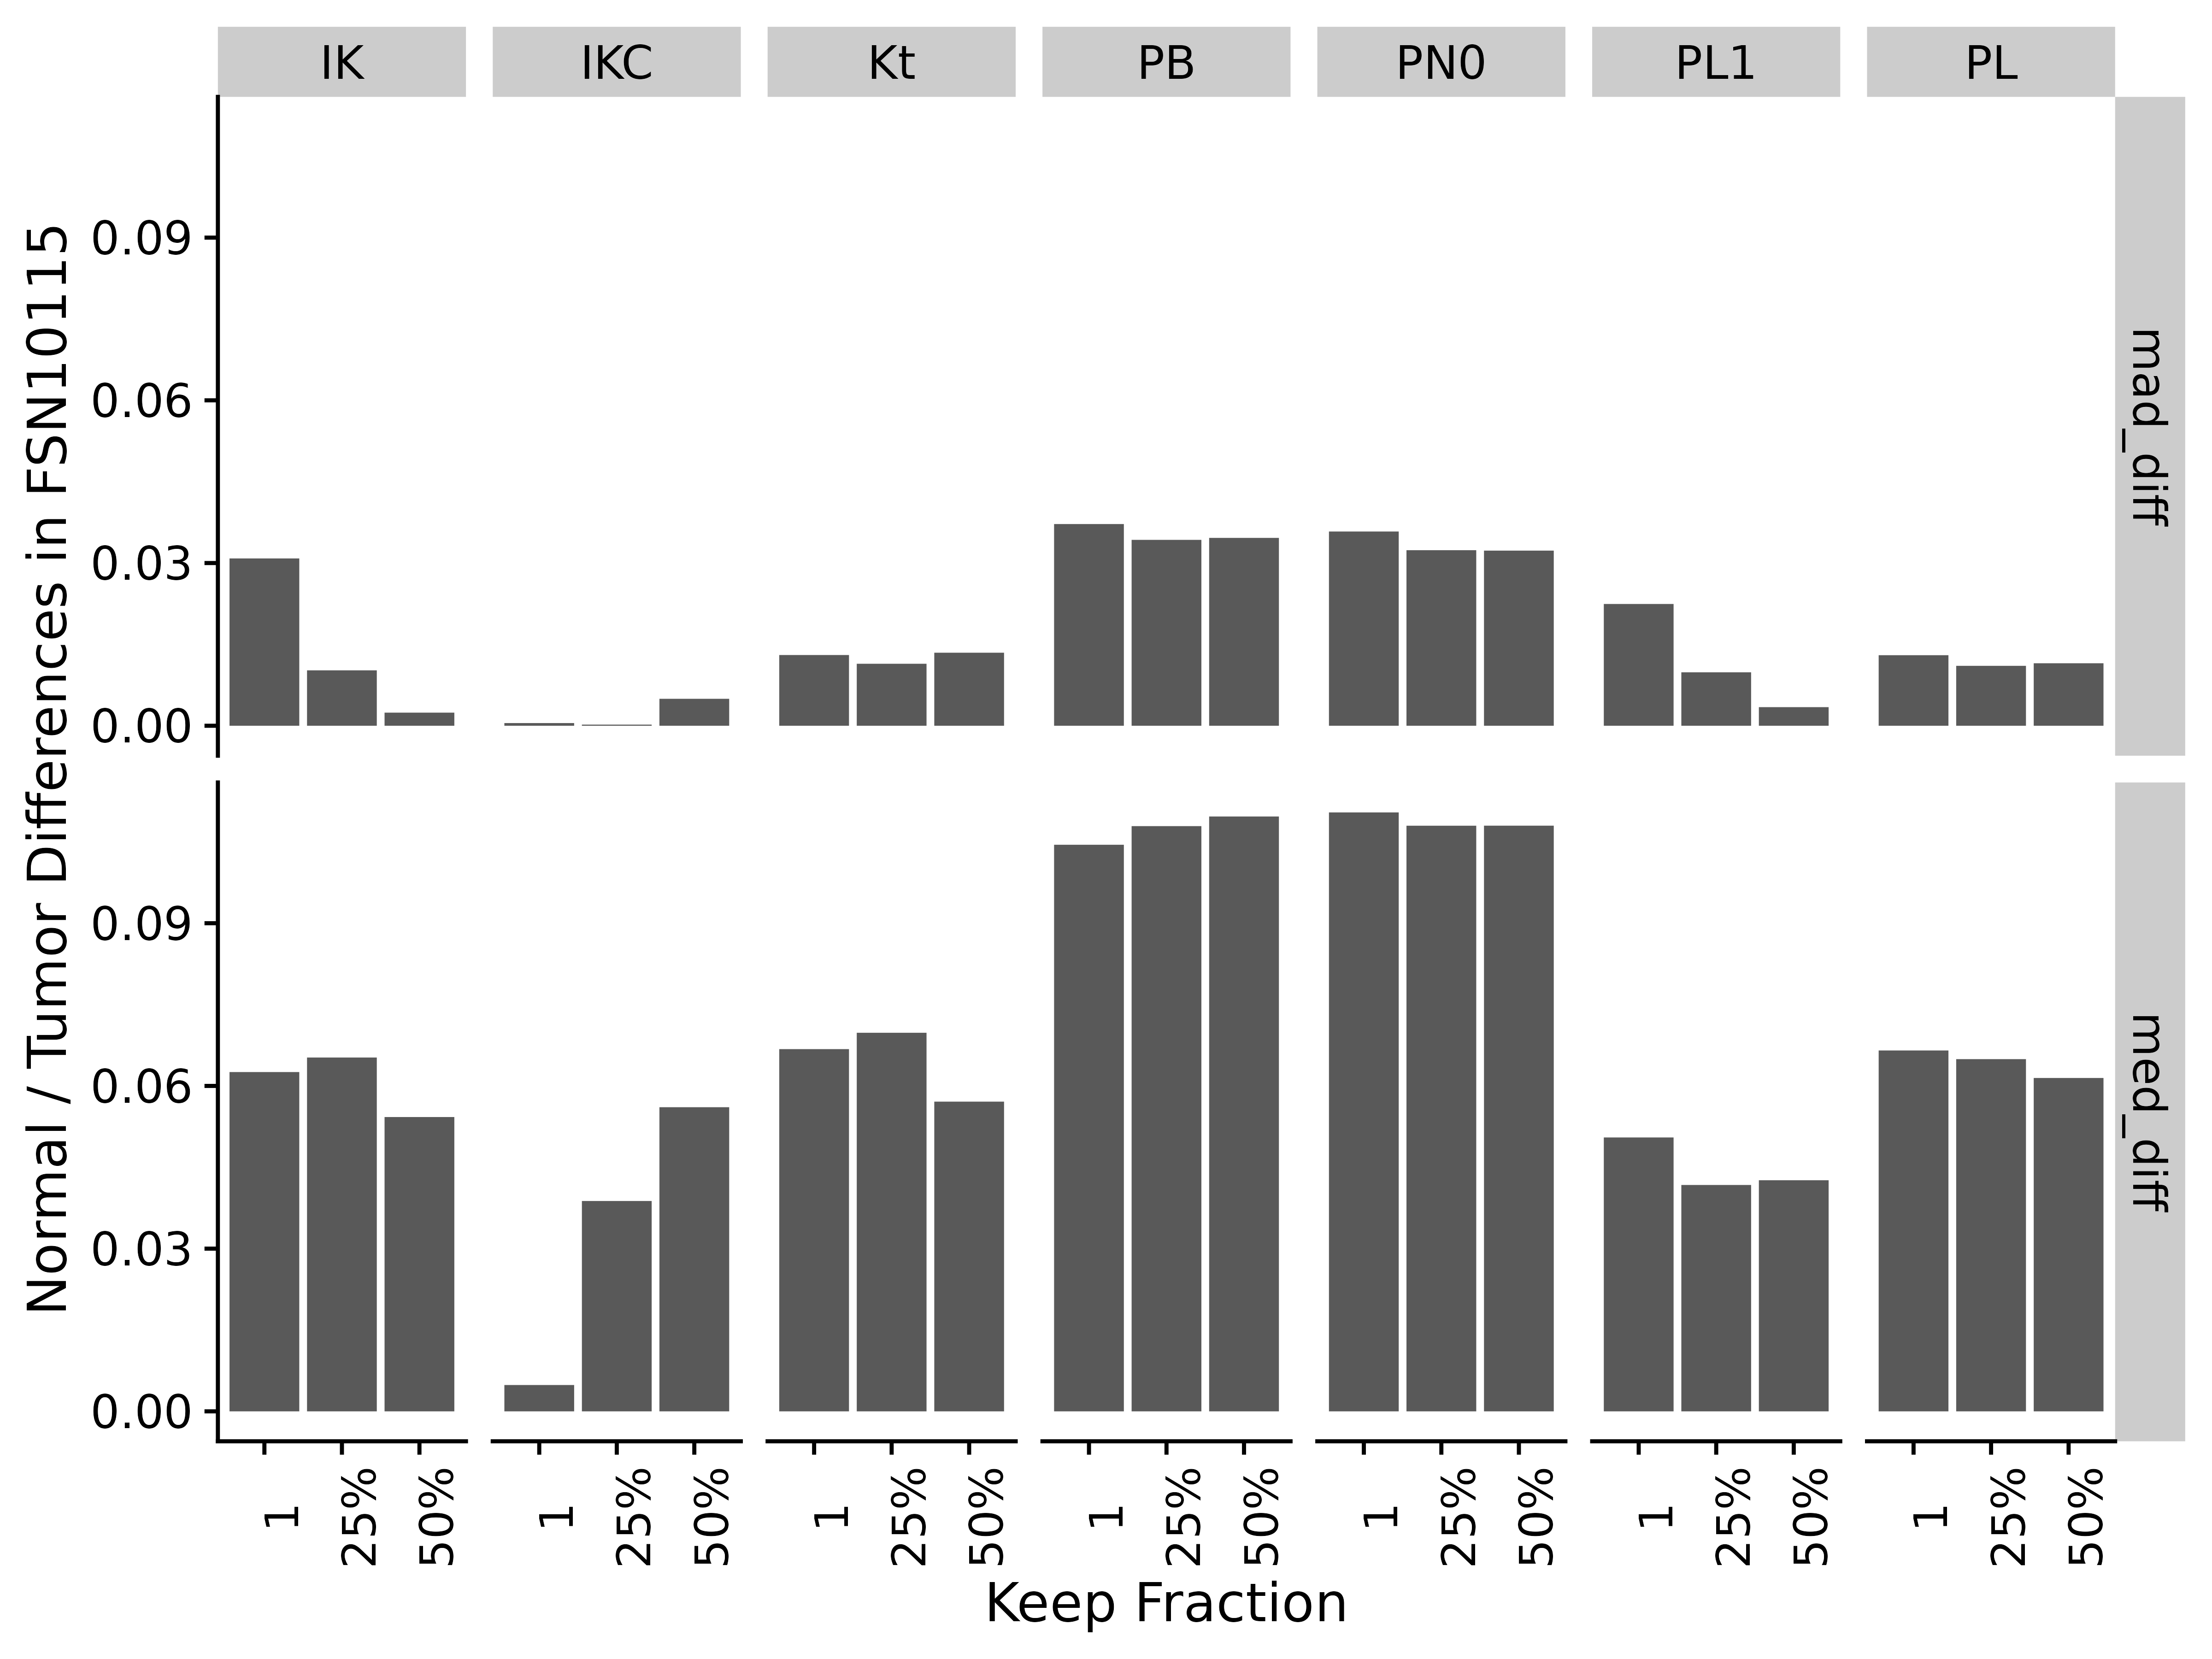 IK IKC Kt PB PN0 PL1 PL
Normal / Tumor Differences in FSN10115
0.09
0.06
0.03
0.00
mad_diff
0.09
0.06
0.03
0.00
med_diff
1 25% 50% 1 25% 50% 1 25% 50% 1 25% 50% 1 25% 50% 1 25% 50% 1 25% 50%
Keep Fraction